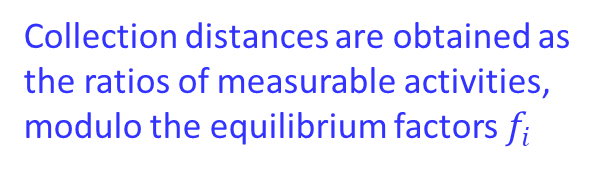 Collection distances are obtained as
the ratios of measurable activities,
modulo the equilibrium factors fᵢ